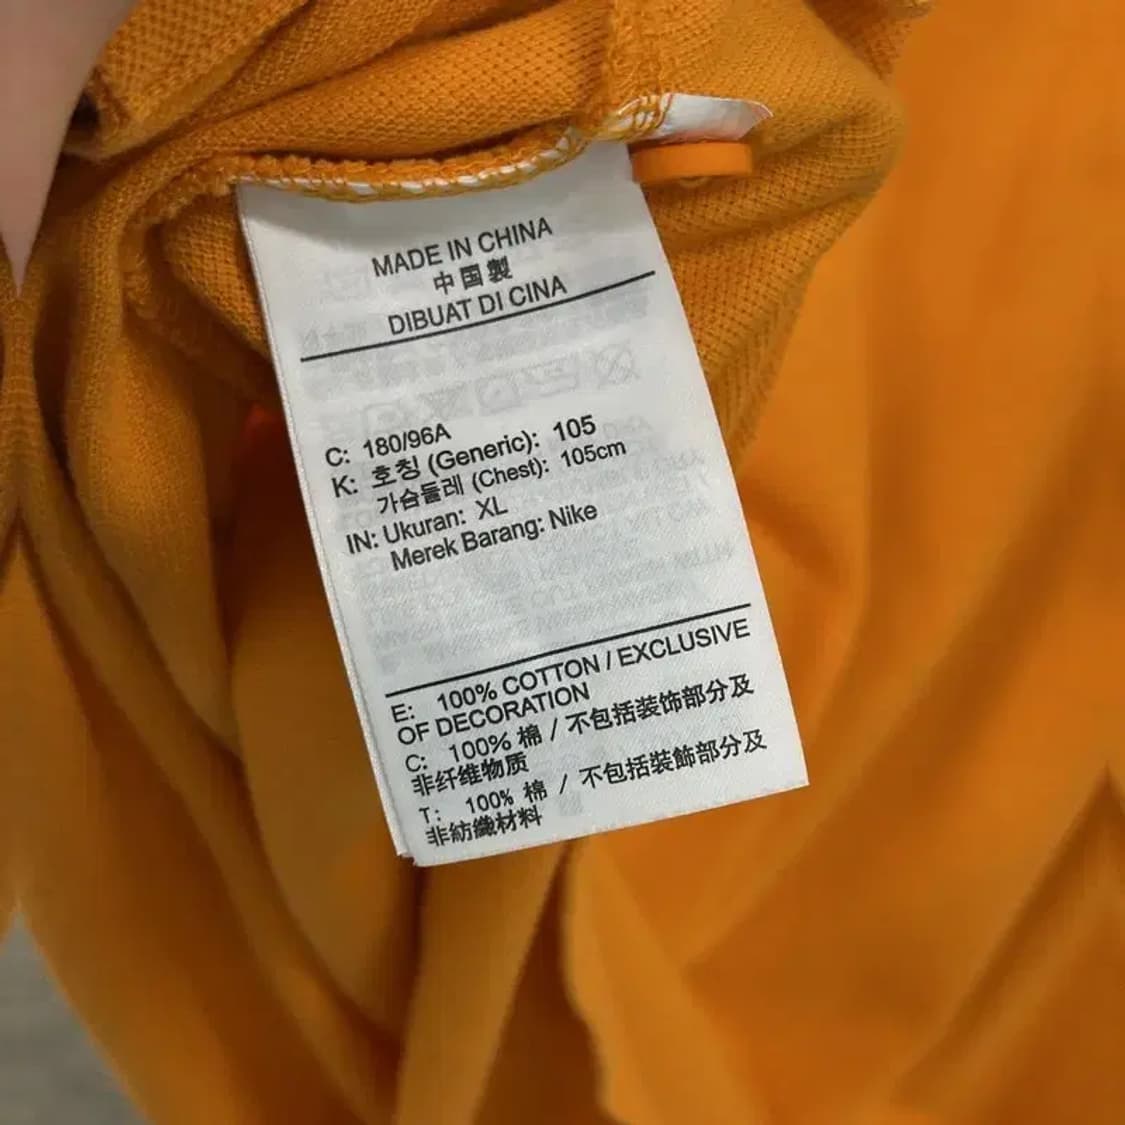 MADE IN CHINA
中国製
DIBUAT DI CINA
C: 180/96A
K: 호칭 (Generic): 105
가슴둘레 (Chest): 105cm
IN: Ukuran: XL
Merek Barang: Nike
E: 100% COTTON / EXCLUSIVE
OF DECORATION
C: 100% 棉 / 不包括装饰部分及
非纤维物质
T: 100% 棉 / 不包括裝飾部分及
非紡織材料